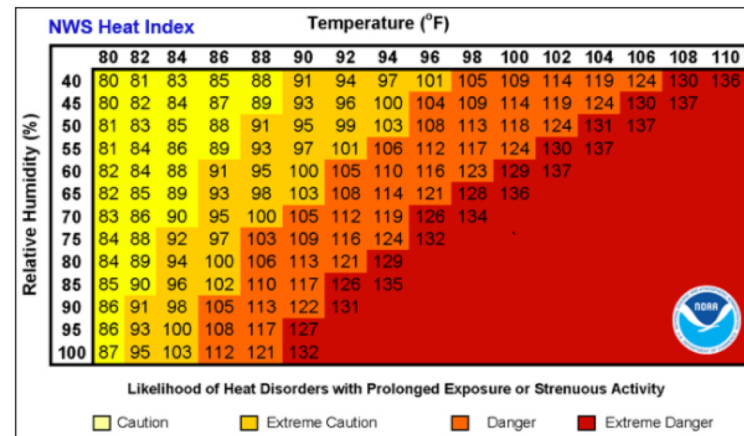 NWS Heat Index
Temperature (°F)
80 82 84 86 88 90 92 94 96 98 100 102 104 106 108 110
Relative Humidity (%)
40 80 81 83 85 88 91 94 97 101 105 109 114 119 124 130 136
45 80 82 84 87 89 93 96 100 104 109 114 119 124 130 137
50 81 83 85 88 91 95 99 103 108 113 118 124 131 137
55 81 84 86 89 93 97 101 106 112 117 124 130 137
60 82 84 88 91 95 100 105 110 116 123 129 137
65 82 85 89 93 98 103 108 114 121 128 136
70 83 86 90 95 100 105 112 119 126 134
75 84 88 92 97 103 109 116 124 132
80 84 89 94 100 106 113 121 129
85 85 90 96 102 110 117 126 135
90 86 91 98 105 113 122 131
95 86 93 100 108 117 127
100 87 95 103 112 121 132
NOAA
Likelihood of Heat Disorders with Prolonged Exposure or Strenuous Activity
Caution Extreme Caution Danger Extreme Danger